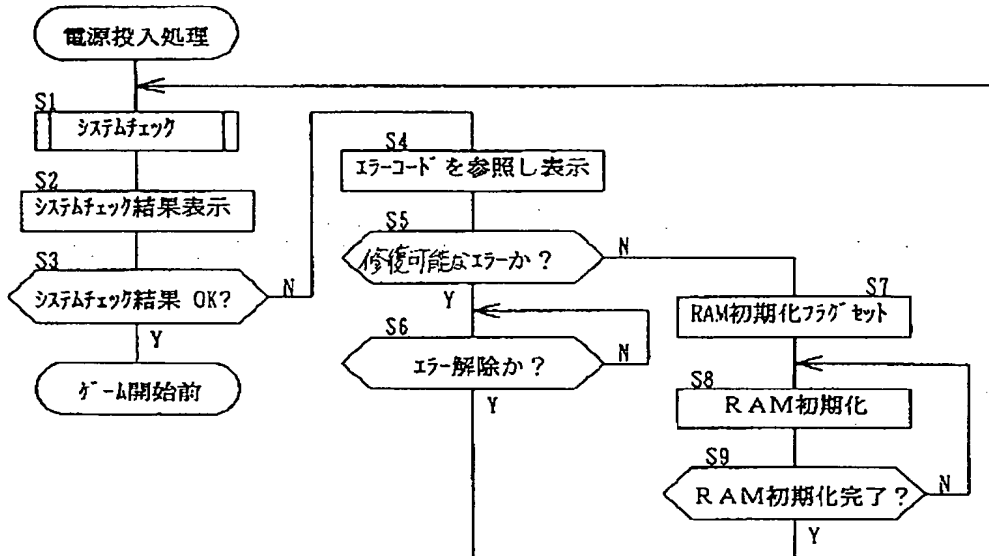 電源投入処理
S1
ｼｽﾃﾑﾁｪｯｸ
S2
ｼｽﾃﾑﾁｪｯｸ結果表示
S3
ｼｽﾃﾑﾁｪｯｸ結果 OK?
N
Y
ｹﾞｰﾑ開始前
S4
ｴﾗｰｺｰﾄﾞを参照し表示
S5
修復可能なｴﾗｰか？
N
Y
S6
ｴﾗｰ解除か？
N
Y
S7
RAM初期化ﾌﾗｸﾞｾｯﾄ
S8
ＲＡＭ初期化
S9
ＲＡＭ初期化完了？
N
Y